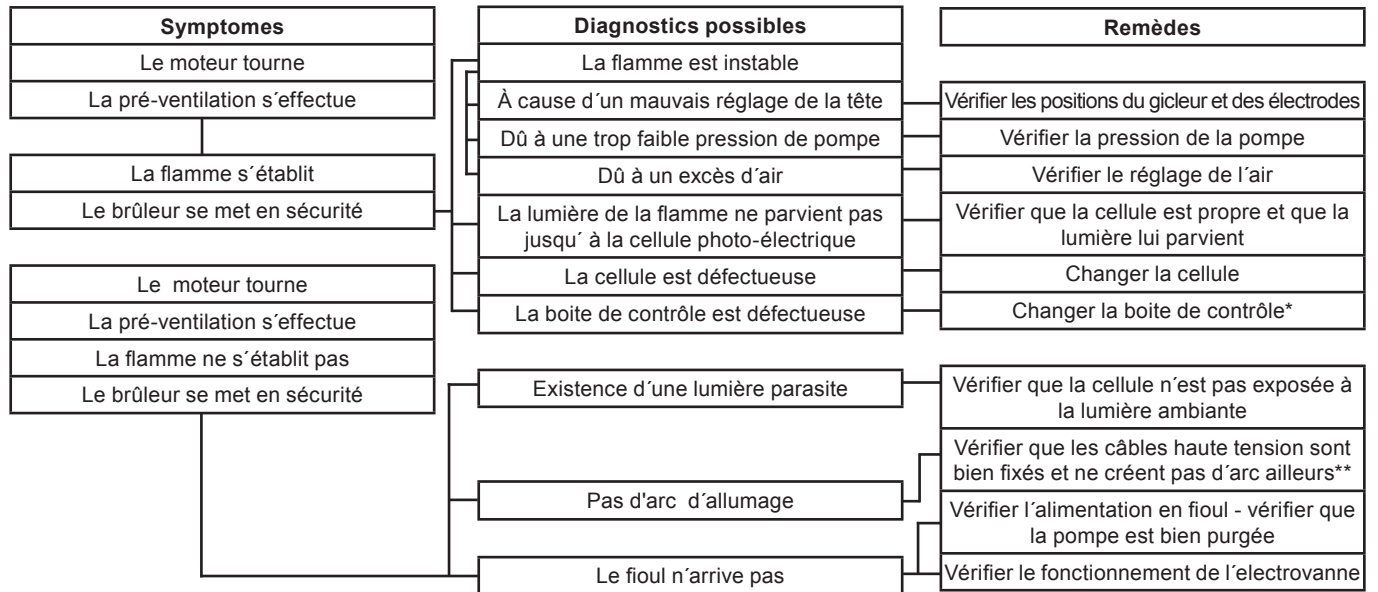 Symptomes
Le moteur tourne
La pré-ventilation s´effectue
La flamme s´établit
Le brûleur se met en sécurité
Le moteur tourne
La pré-ventilation s´effectue
La flamme ne s´établit pas
Le brûleur se met en sécurité
Diagnostics possibles
La flamme est instable
À cause d´un mauvais réglage de la tête
Dû à une trop faible pression de pompe
Dû à un excès d´air
La lumière de la flamme ne parvient pas
jusqu´ à la cellule photo-électrique
La cellule est défectueuse
La boite de contrôle est défectueuse
Existence d´une lumière parasite
Pas d'arc d´allumage
Le fioul n´arrive pas
Remèdes
Vérifier les positions du gicleur et des électrodes
Vérifier la pression de la pompe
Vérifier le réglage de l´air
Vérifier que la cellule est propre et que la
lumière lui parvient
Changer la cellule
Changer la boite de contrôle*
Vérifier que la cellule n´est pas exposée à
la lumière ambiante
Vérifier que les câbles haute tension sont
bien fixés et ne créent pas d´arc ailleurs**
Vérifier l´alimentation en fioul - vérifier que
la pompe est bien purgée
Vérifier le fonctionnement de l´electrovanne